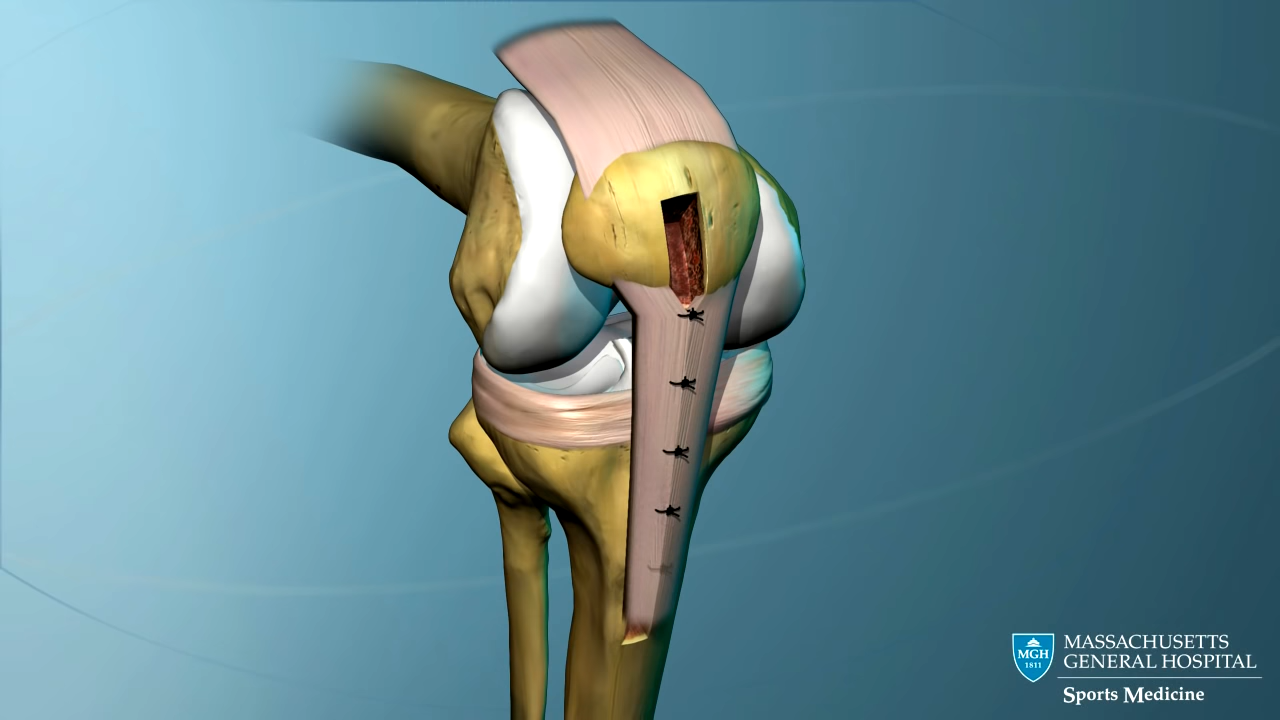 MGH
1811
MASSACHUSETTS
GENERAL HOSPITAL
Sports Medicine